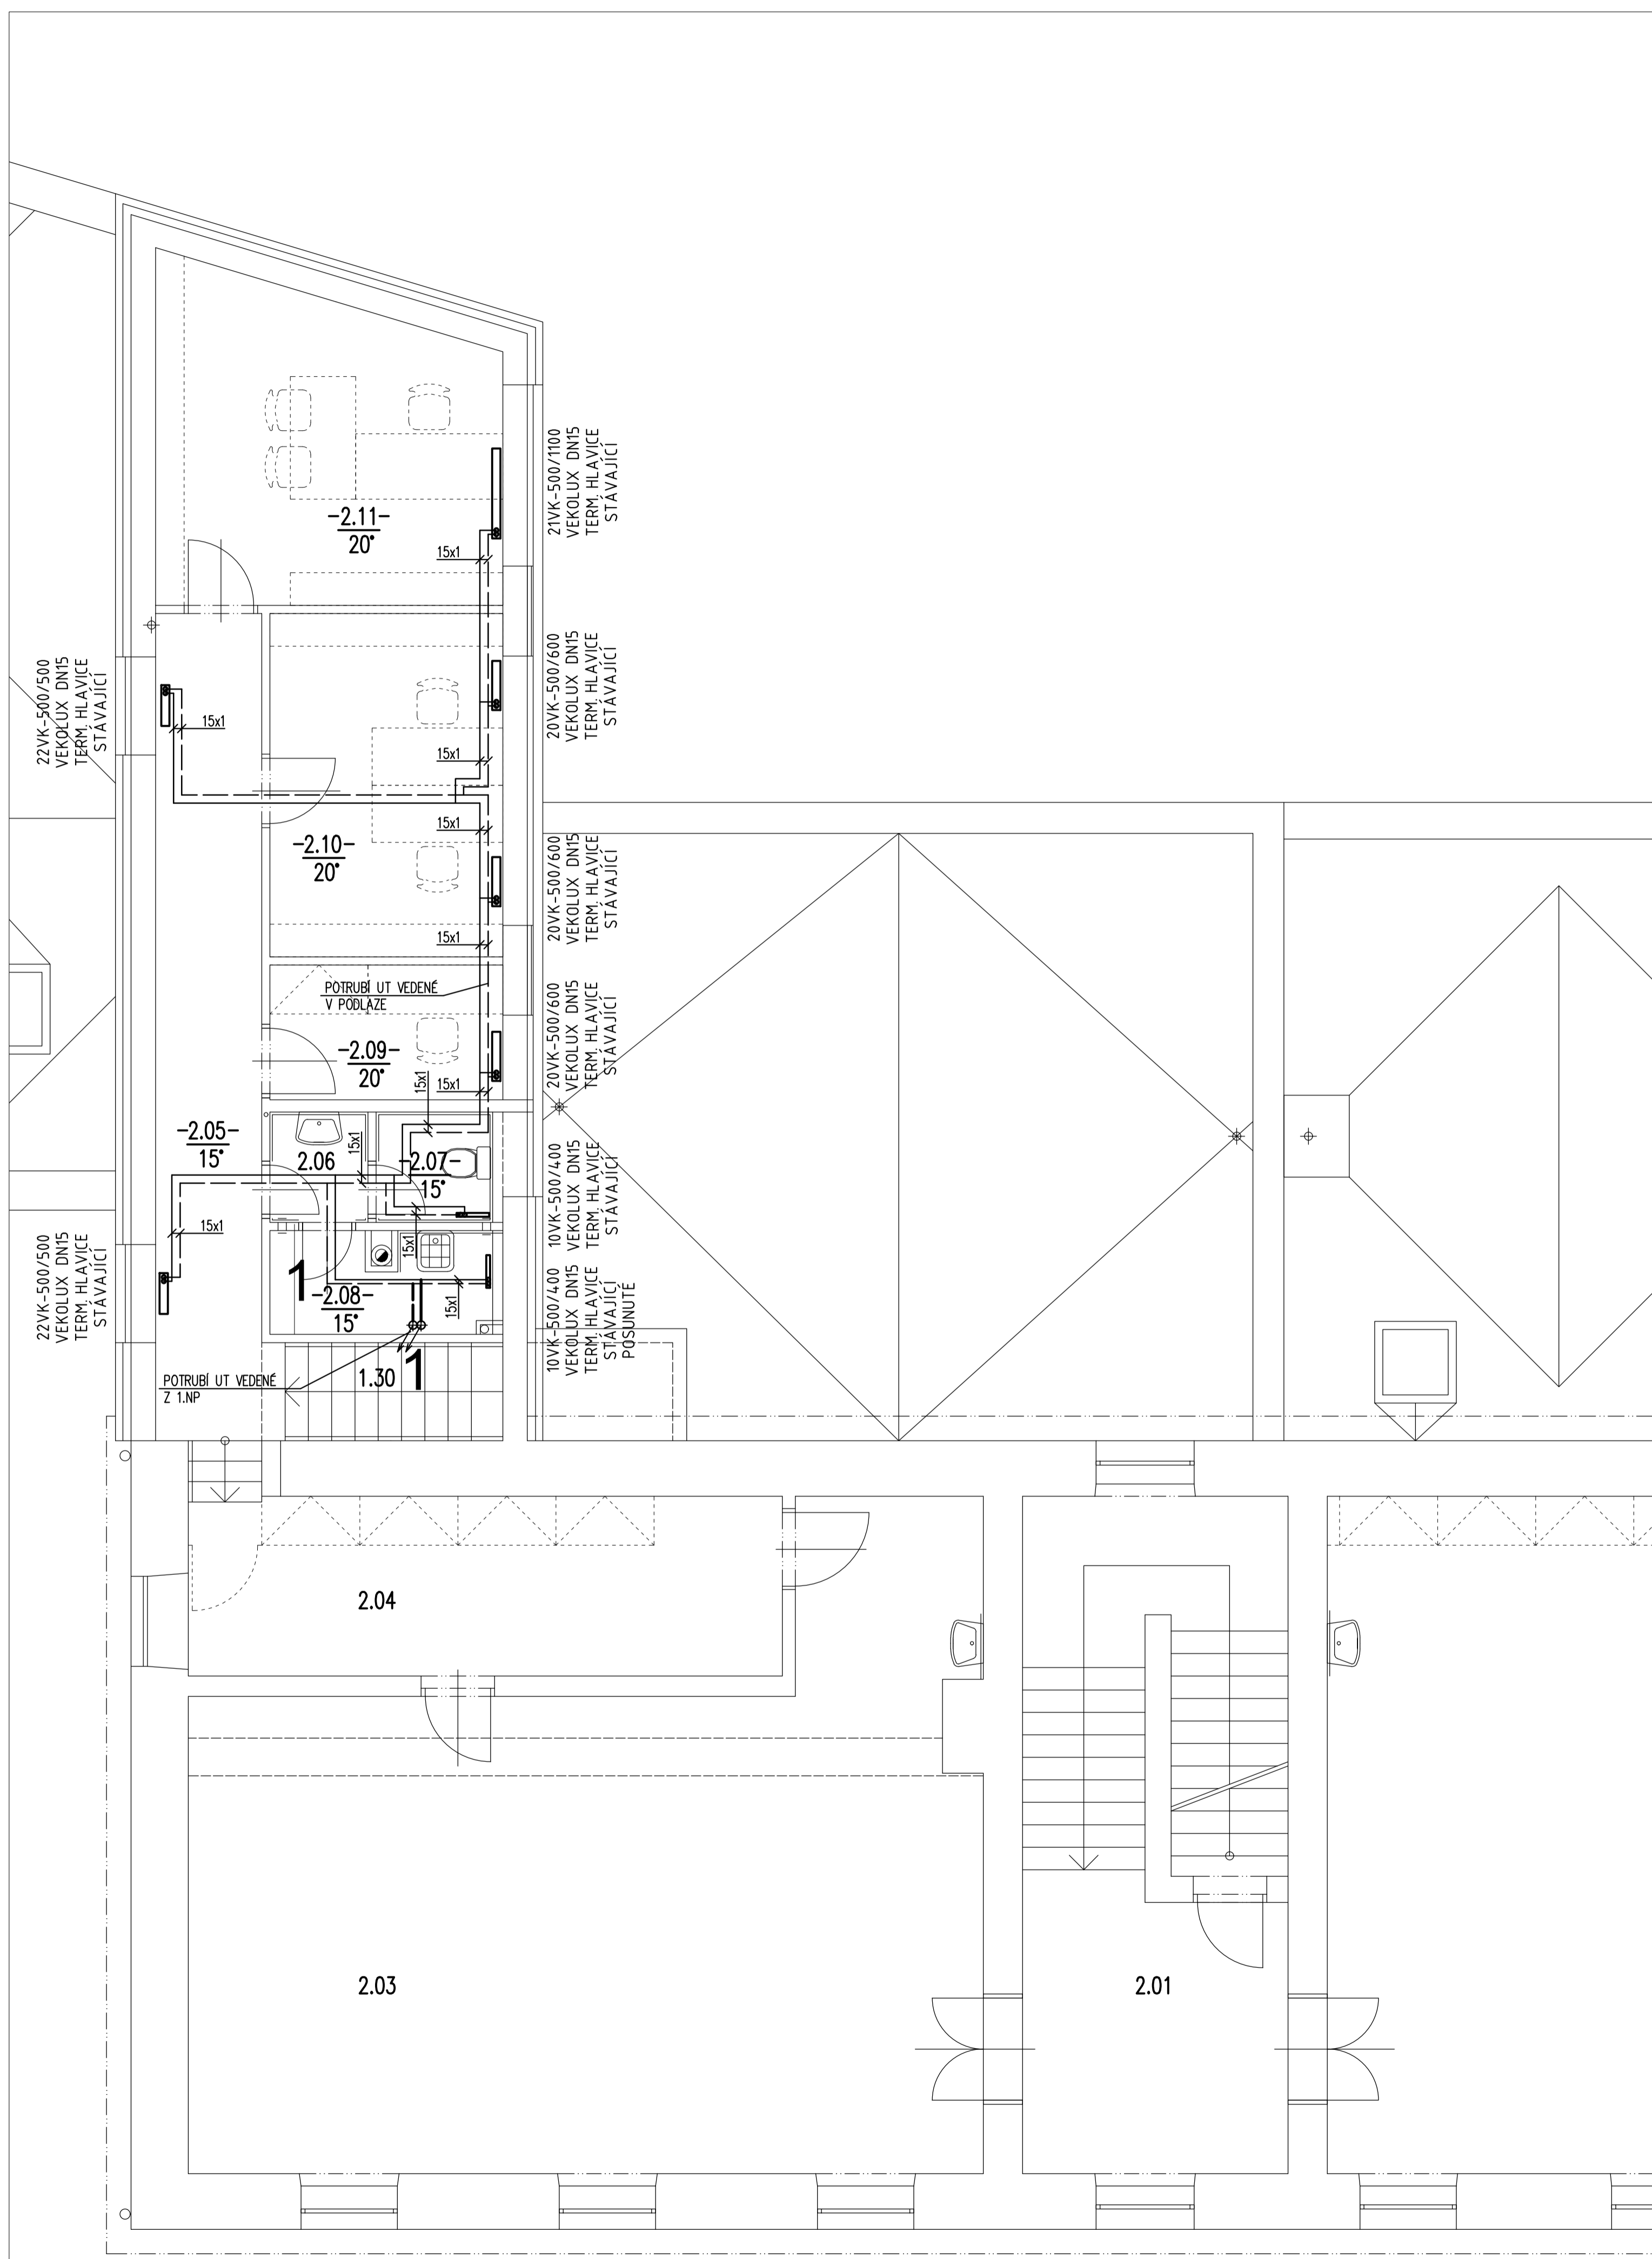 21VK-500/1100
VEKOLUX DN15
TERM. HLAVICE
STÁVAJÍCÍ
-2.11-
20°
15x1
22VK-500/500
VEKOLUX DN15
TERM. HLAVICE
STÁVAJÍCÍ
15x1
20VK-500/600
VEKOLUX DN15
TERM. HLAVICE
STÁVAJÍCÍ
15x1
15x1
-2.10-
20°
20VK-500/600
VEKOLUX DN15
TERM. HLAVICE
STÁVAJÍCÍ
15x1
POTRUBÍ UT VEDENÉ
V PODLAZE
20VK-500/600
VEKOLUX DN15
TERM. HLAVICE
STÁVAJÍCÍ
-2.09-
20°
15x1
15x1
-2.05-
15°
2.06
15x1
-2.07-
15°
10VK-500/400
VEKOLUX DN15
TERM. HLAVICE
STÁVAJÍCÍ
22VK-500/500
VEKOLUX DN15
TERM. HLAVICE
STÁVAJÍCÍ
15x1
15x1
1
-2.08-
15°
15x1
10VK-500/400
VEKOLUX DN15
TERM. HLAVICE
STÁVAJÍCÍ
POSUNUTÉ
POTRUBÍ UT VEDENÉ
Z 1.NP
1.30
1
2.04
2.03
2.01